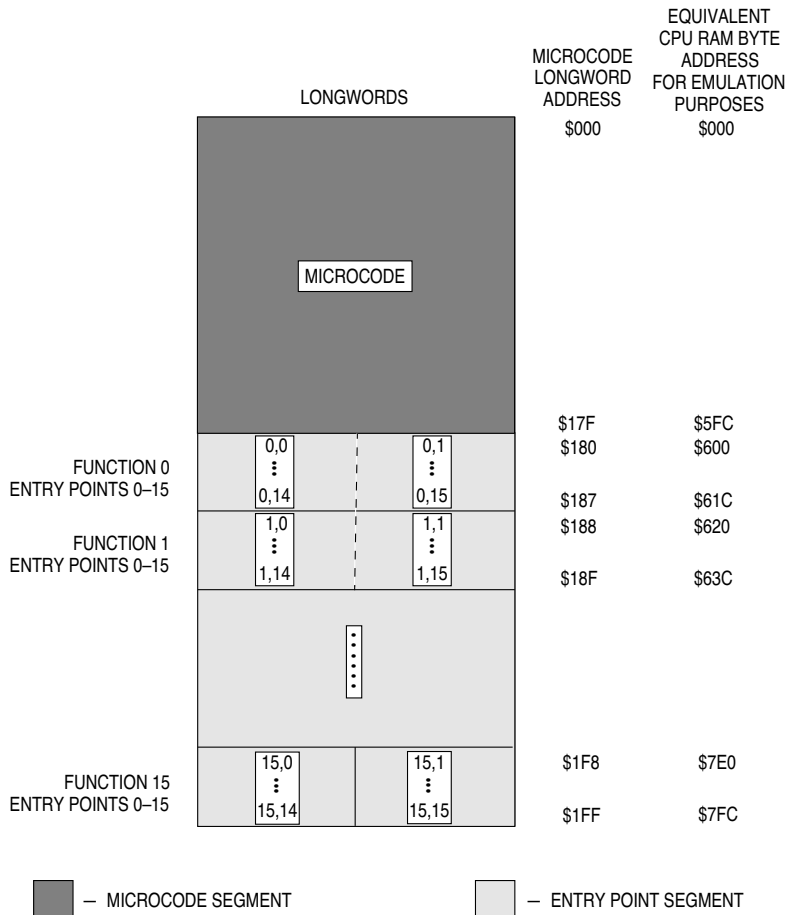 EQUIVALENT
CPU RAM BYTE
ADDRESS
FOR EMULATION
PURPOSES
MICROCODE
LONGWORD
ADDRESS
LONGWORDS
$000 $000
MICROCODE
$17F $5FC
FUNCTION 0
ENTRY POINTS 0–15
0,0 0,1 $180 $600
0,14 0,15 $187 $61C
FUNCTION 1
ENTRY POINTS 0–15
1,0 1,1 $188 $620
1,14 1,15 $18F $63C
FUNCTION 15
ENTRY POINTS 0–15
15,0 15,1 $1F8 $7E0
15,14 15,15 $1FF $7FC
– MICROCODE SEGMENT
– ENTRY POINT SEGMENT